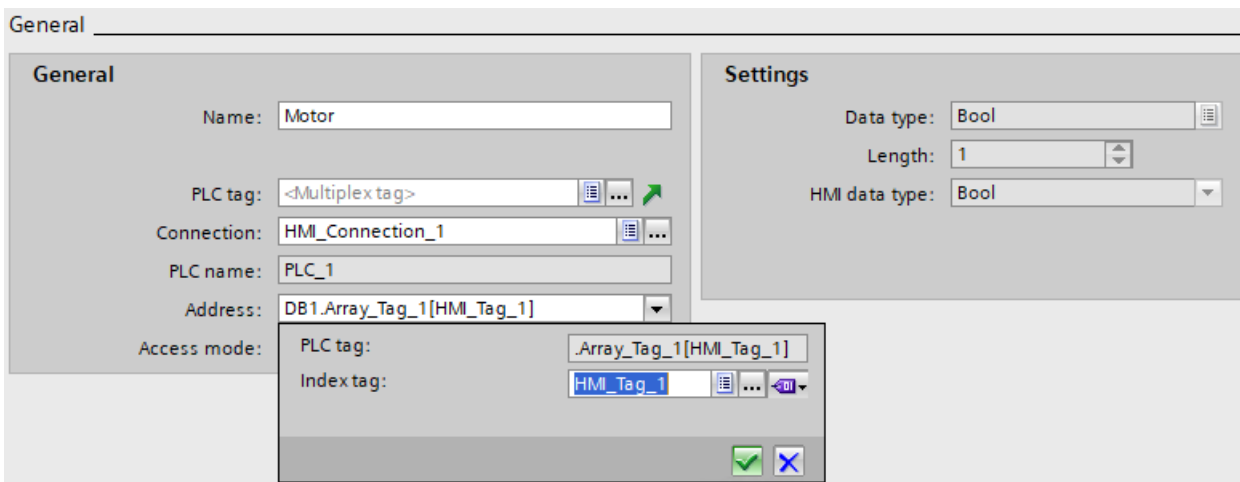 General
General
Name: Motor
PLC tag: <Multiplex tag> ...
Connection: HMI_Connection_1 ...
PLC name: PLC_1
Address: DB1.Array_Tag_1[HMI_Tag_1]
Access mode:
PLC tag: .Array_Tag_1[HMI_Tag_1]
Index tag: HMI_Tag_1 ...
Settings
Data type: Bool
Length: 1
HMI data type: Bool